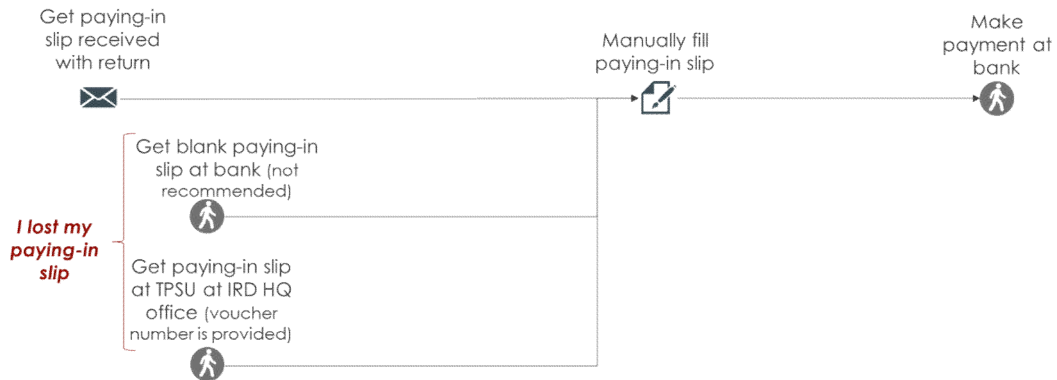 Get paying-in
slip received
with return
Manually fill
paying-in slip
Make
payment at
bank
Get blank paying-in
slip at bank (not
recommended)
I lost my
paying-in
slip
Get paying-in slip
at TPSU at IRD HQ
office (voucher
number is provided)